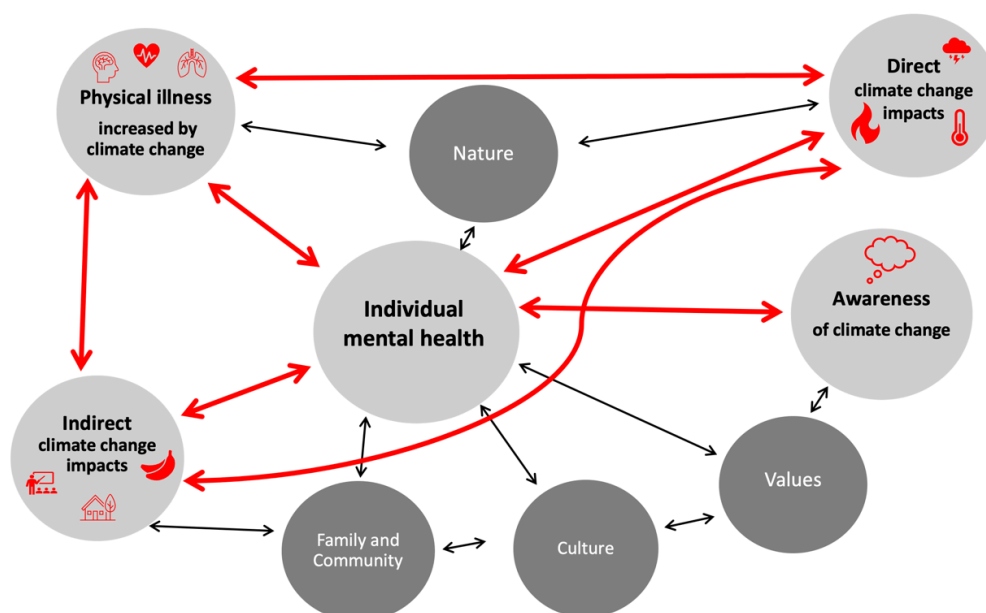 Physical illness
increased by
climate change
Direct
climate change
impacts
Nature
Individual
mental health
Awareness
of climate change
Indirect
climate change
impacts
Values
Family and
Community
Culture